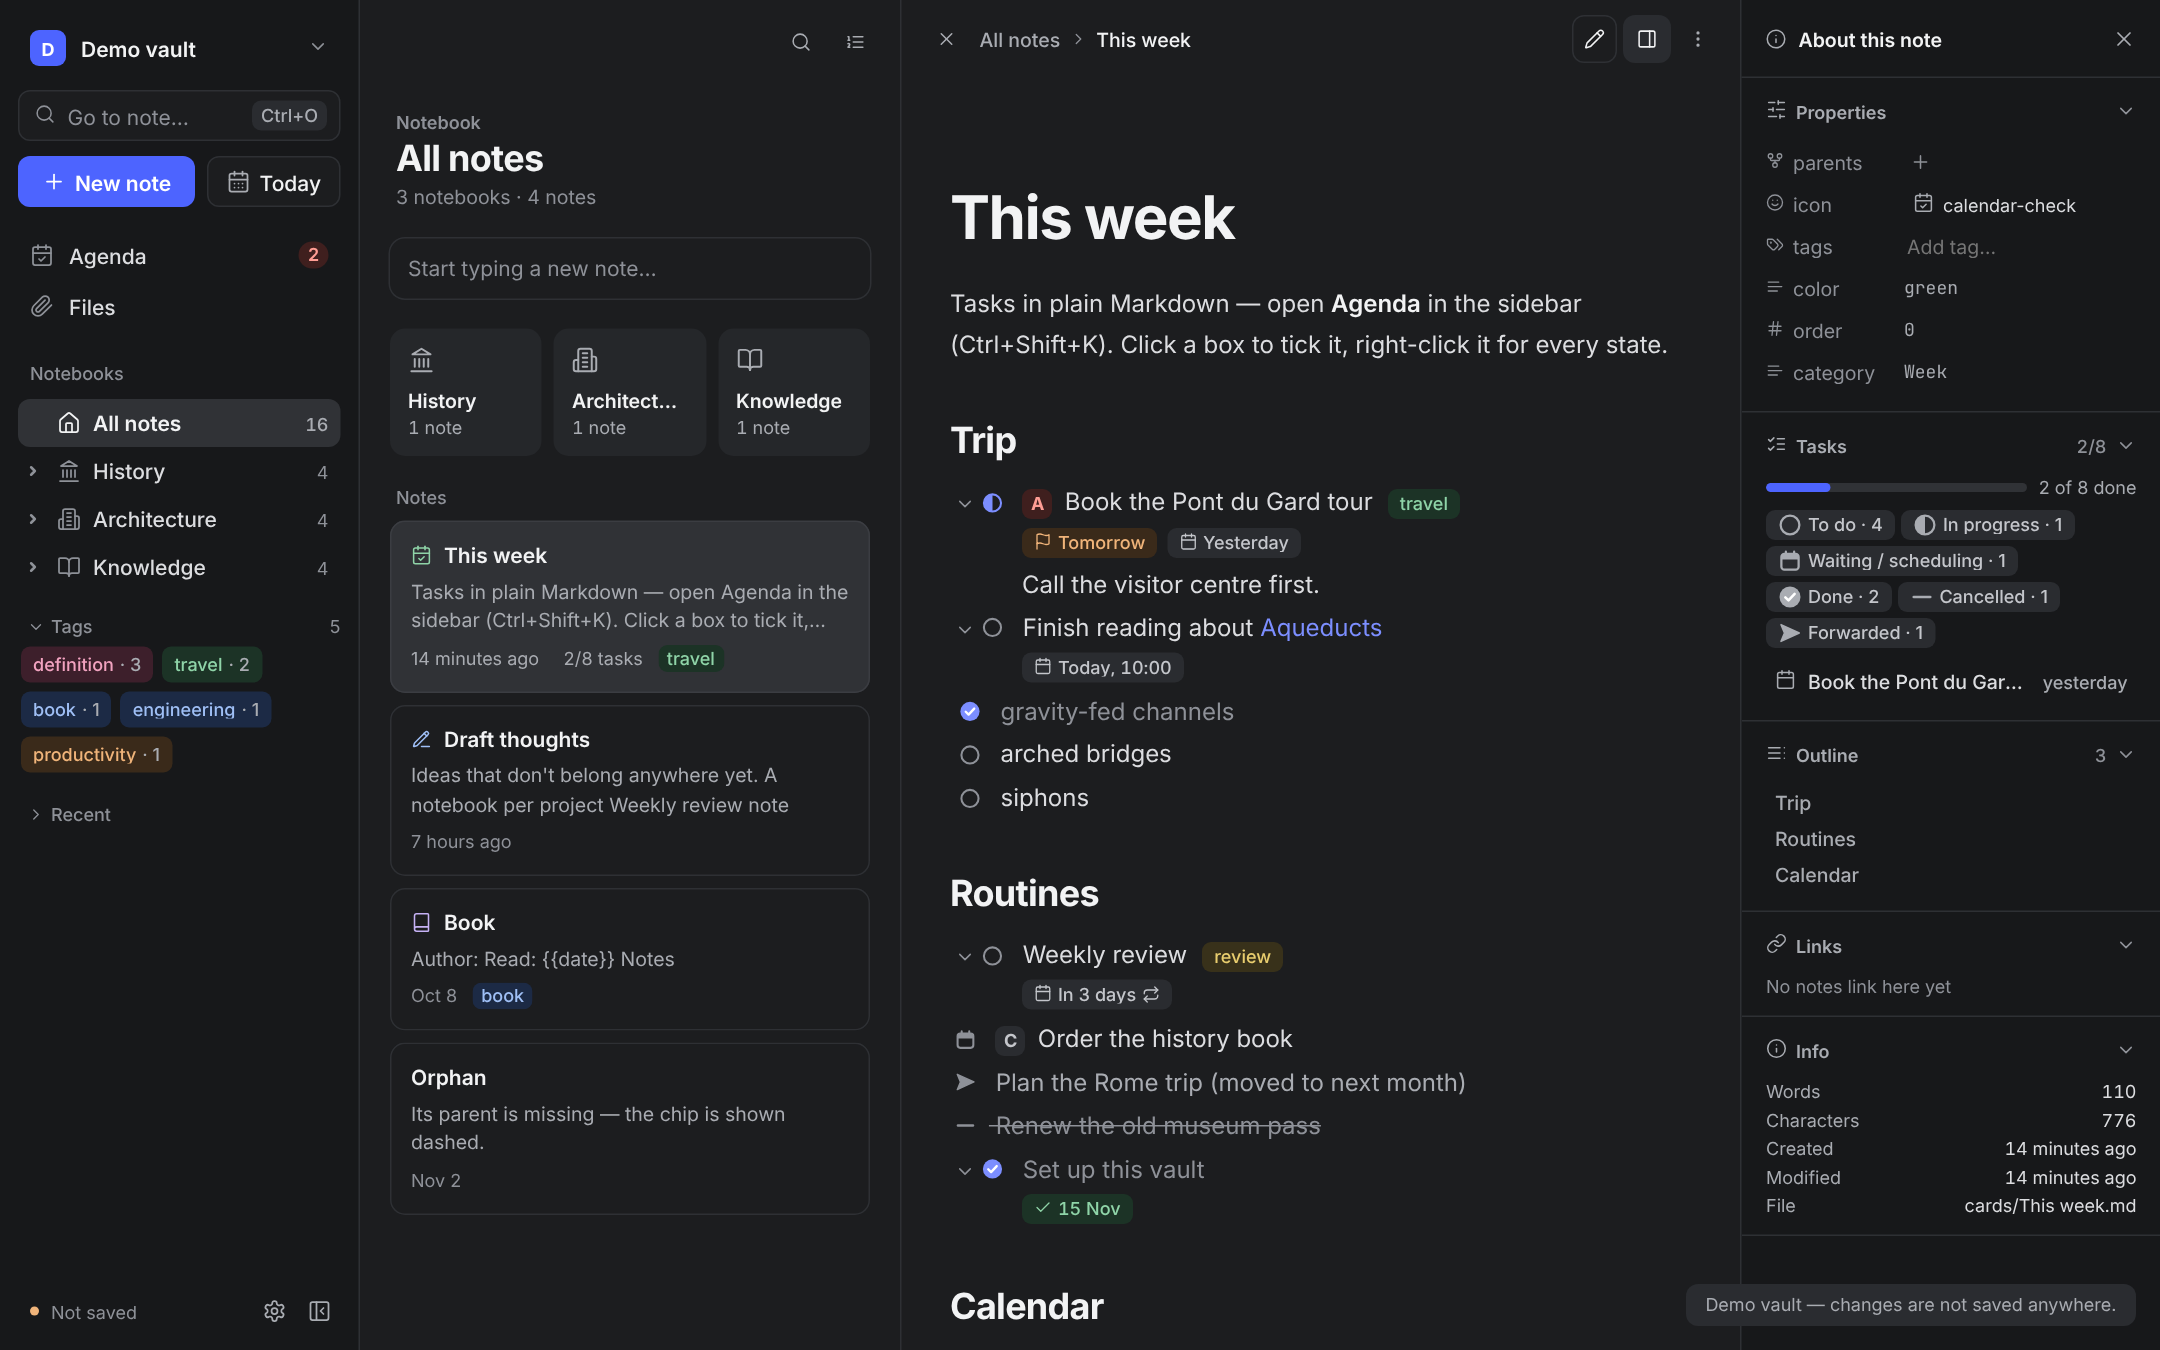 D Demo vault
Go to note... Ctrl+O
New note Today
Agenda 2
Files
Notebooks
All notes 16
History 4
Architecture 4
Knowledge 4
Tags 5
definition · 3 travel · 2
book · 1 engineering · 1
productivity · 1
Recent
Not saved
Notebook
All notes
3 notebooks · 4 notes
Start typing a new note...
History
1 note
Architect...
1 note
Knowledge
1 note
Notes
This week
Tasks in plain Markdown — open Agenda in the
sidebar (Ctrl+Shift+K). Click a box to tick it,...
14 minutes ago 2/8 tasks travel
Draft thoughts
Ideas that don't belong anywhere yet. A
notebook per project Weekly review note
7 hours ago
Book
Author: Read: {{date}} Notes
Oct 8 book
Orphan
Its parent is missing — the chip is shown
dashed.
Nov 2
All notes This week
This week
Tasks in plain Markdown — open Agenda in the sidebar
(Ctrl+Shift+K). Click a box to tick it, right-click it for every state.
Trip
A Book the Pont du Gard tour travel
Tomorrow Yesterday
Call the visitor centre first.
Finish reading about Aqueducts
Today, 10:00
gravity-fed channels
arched bridges
siphons
Routines
Weekly review review
In 3 days
C Order the history book
Plan the Rome trip (moved to next month)
Renew the old museum pass
Set up this vault
15 Nov
Calendar
About this note
Properties
parents
icon calendar-check
tags Add tag...
color green
order 0
category Week
Tasks 2/8
2 of 8 done
To do · 4 In progress · 1
Waiting / scheduling · 1
Done · 2 Cancelled · 1
Forwarded · 1
Book the Pont du Gar... yesterday
Outline 3
Trip
Routines
Calendar
Links
No notes link here yet
Info
Words 110
Characters 776
Created 14 minutes ago
Modified 14 minutes ago
File cards/This week.md
Demo vault — changes are not saved anywhere.